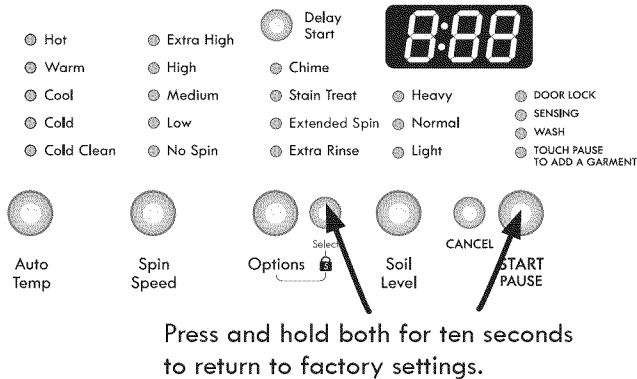 Delay
Start
8:88
Hot
Extra High
Warm
High
Chime
Cool
Medium
Stain Treat
Heavy
DOOR LOCK
Cold
Low
Extended Spin
Normal
SENSING
WASH
Cold Clean
No Spin
Extra Rinse
Light
TOUCH PAUSE
TO ADD A GARMENT
Select
CANCEL
Auto
Temp
Spin
Speed
Options
S
Soil
Level
START
PAUSE
Press and hold both for ten seconds
to return to factory settings.